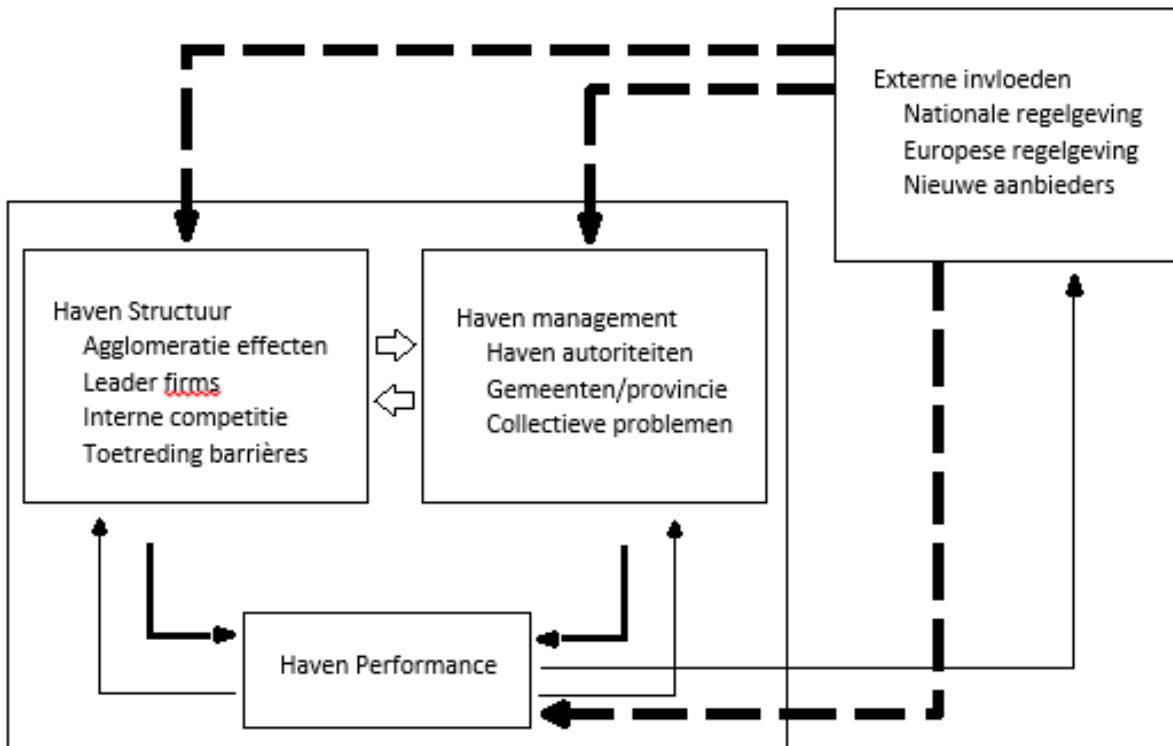 Externe invloeden
Nationale regelgeving
Europese regelgeving
Nieuwe aanbieders
Haven Structuur
Agglomeratie effecten
Leader firms
Interne competitie
Toetreding barrières
Haven management
Haven autoriteiten
Gemeenten/provincie
Collectieve problemen
Haven Performance